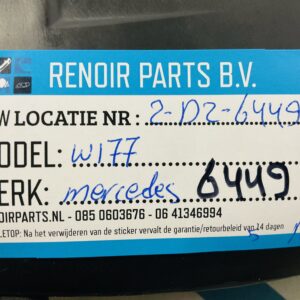 RENOIR PARTS B.V.
W LOCATIE NR : 2-D2-6449
ODEL: W177
ERK: mercedes 6449
OIRPARTS.NL - 085 0603676 - 06 41346994
LETOP: Na het verwijderen van de sticker vervalt de garantie/retourbeleid van 14 dagen